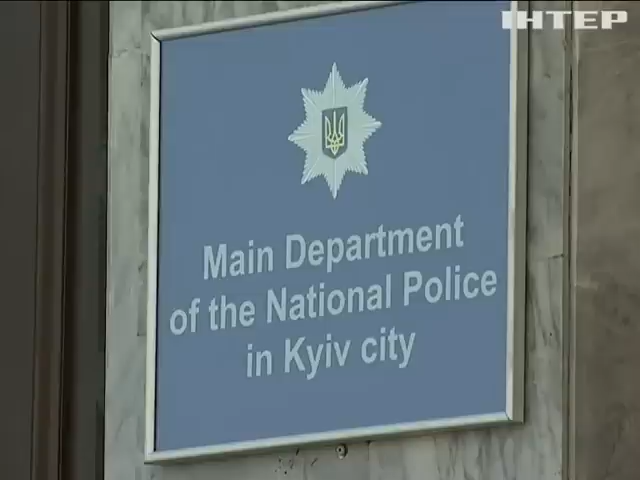 ІНТЕР
Main Department
of the National Police
in Kyiv city